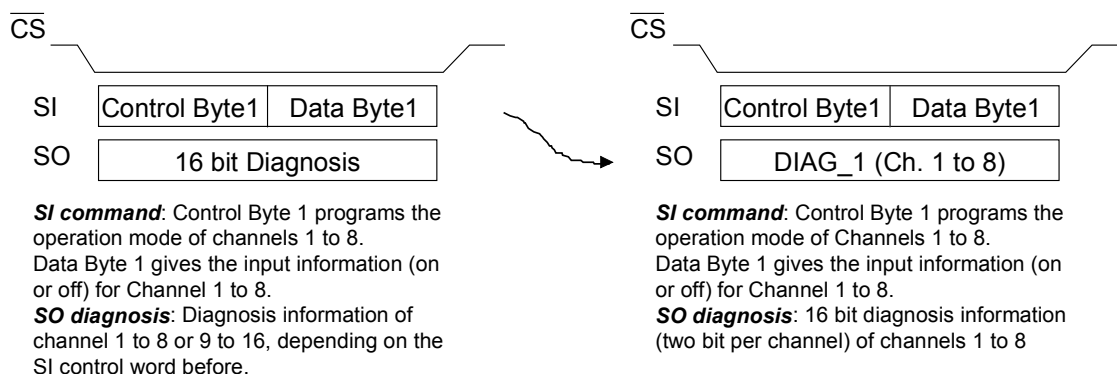 CS
SI Control Byte1 Data Byte1
SO 16 bit Diagnosis
SI command: Control Byte 1 programs the
operation mode of channels 1 to 8.
Data Byte 1 gives the input information (on
or off) for Channel 1 to 8.
SO diagnosis: Diagnosis information of
channel 1 to 8 or 9 to 16, depending on the
SI control word before.
CS
SI Control Byte1 Data Byte1
SO DIAG_1 (Ch. 1 to 8)
SI command: Control Byte 1 programs the
operation mode of Channels 1 to 8.
Data Byte 1 gives the input information (on
or off) for Channel 1 to 8.
SO diagnosis: 16 bit diagnosis information
(two bit per channel) of channels 1 to 8